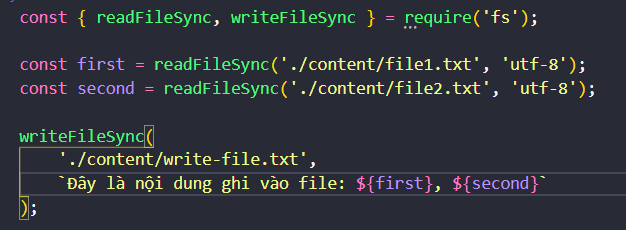 const { readFileSync, writeFileSync } = require('fs');
const first = readFileSync('./content/file1.txt', 'utf-8');
const second = readFileSync('./content/file2.txt', 'utf-8');
writeFileSync(
'./content/write-file.txt',
`Đây là nội dung ghi vào file: ${first}, ${second}`
);